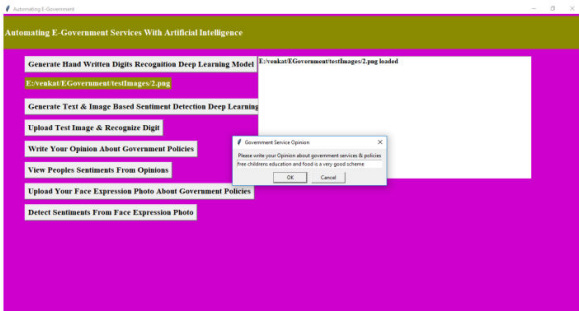 Automating E-Government
Automating E-Government Services With Artificial Intelligence
Generate Hand Written Digits Recognition Deep Learning Model
E:/venkat/EGovernment/testImages/2.png loaded
E:/venkat/EGovernment/testImages/2.png
Generate Text & Image Based Sentiment Detection Deep Learning
Upload Test Image & Recognize Digit
Write Your Opinion About Government Policies
View Peoples Sentiments From Opinions
Upload Your Face Expression Photo About Government Policies
Detect Sentiments From Face Expression Photo
Government Service Opinion
Please write your Opinion about government services & policies
free childrens education and food is a very good scheme
OK
Cancel